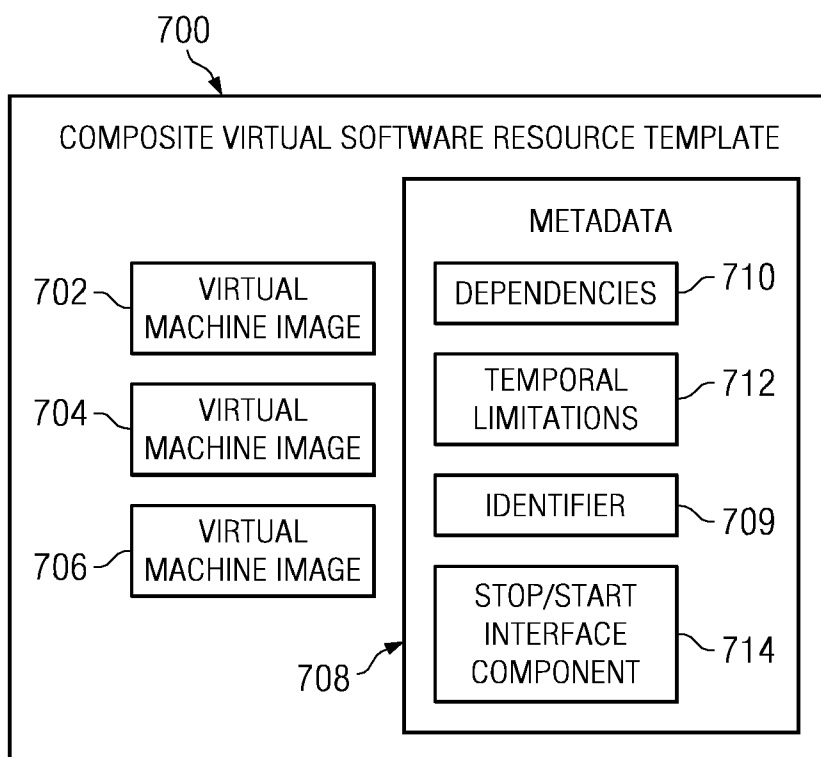 700
COMPOSITE VIRTUAL SOFTWARE RESOURCE TEMPLATE
METADATA
702
VIRTUAL
MACHINE IMAGE
704
VIRTUAL
MACHINE IMAGE
706
VIRTUAL
MACHINE IMAGE
DEPENDENCIES
710
TEMPORAL
LIMITATIONS
712
IDENTIFIER
709
STOP/START
INTERFACE
COMPONENT
714
708